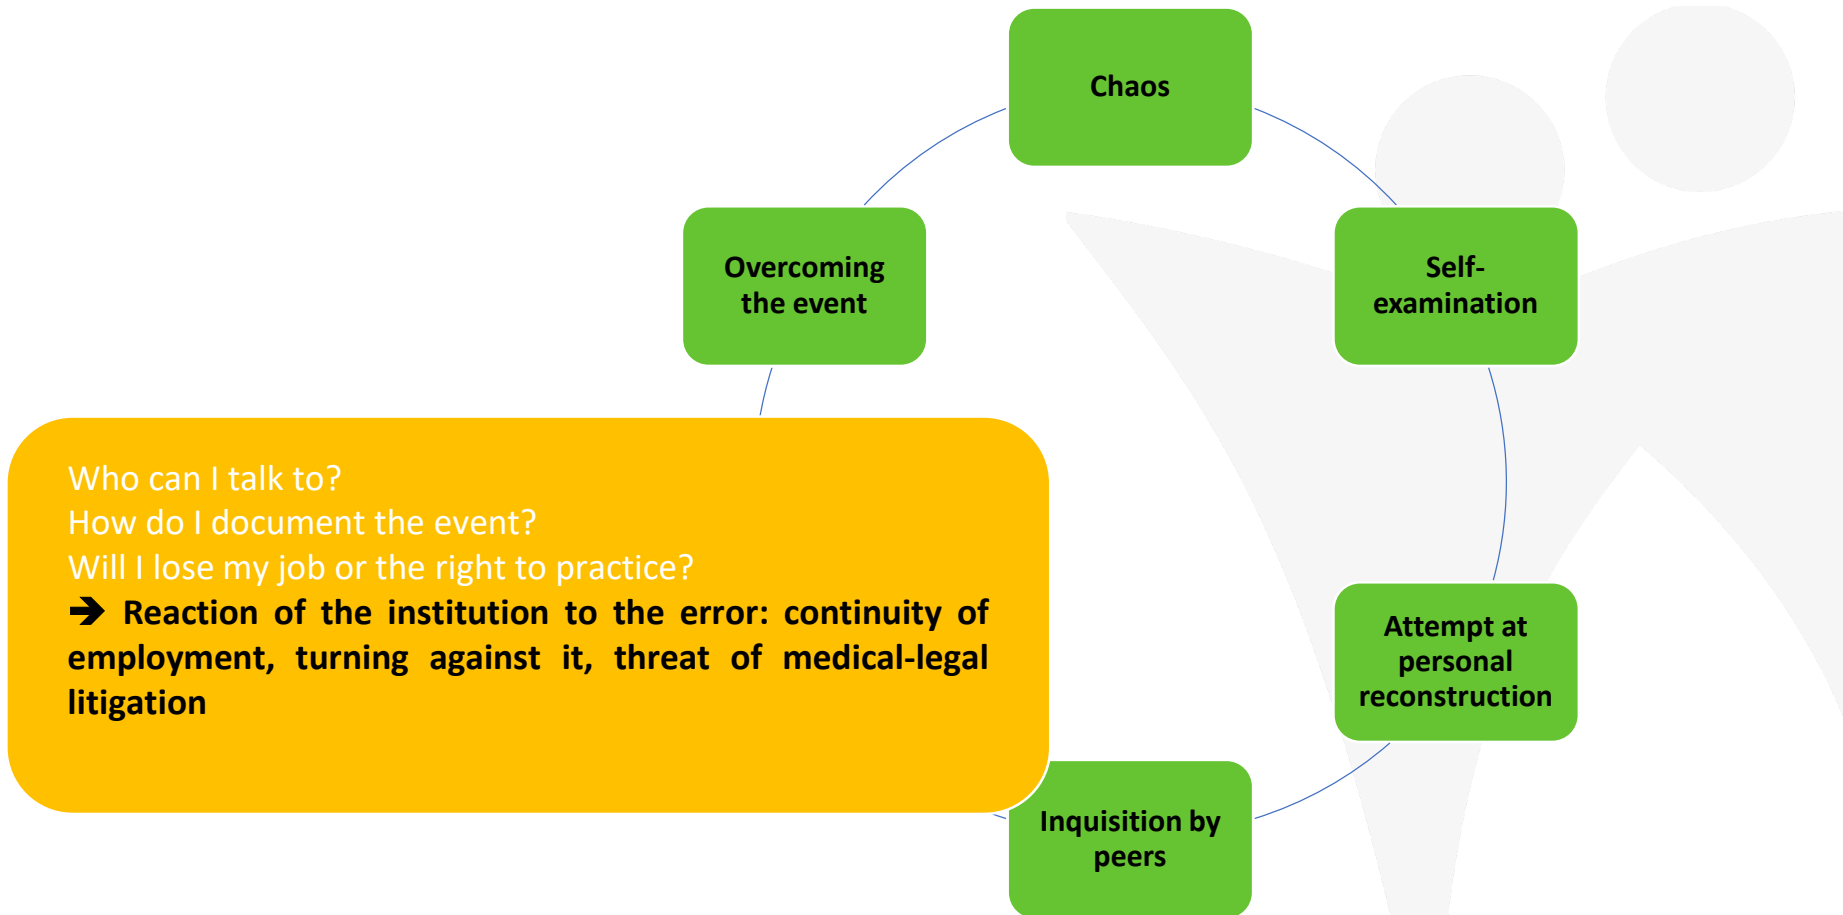 Chaos
Self-
examination
Attempt at
personal
reconstruction
Inquisition by
peers
Overcoming
the event
Who can I talk to?
How do I document the event?
Will I lose my job or the right to practice?
➔ Reaction of the institution to the error: continuity of
employment, turning against it, threat of medical-legal
litigation